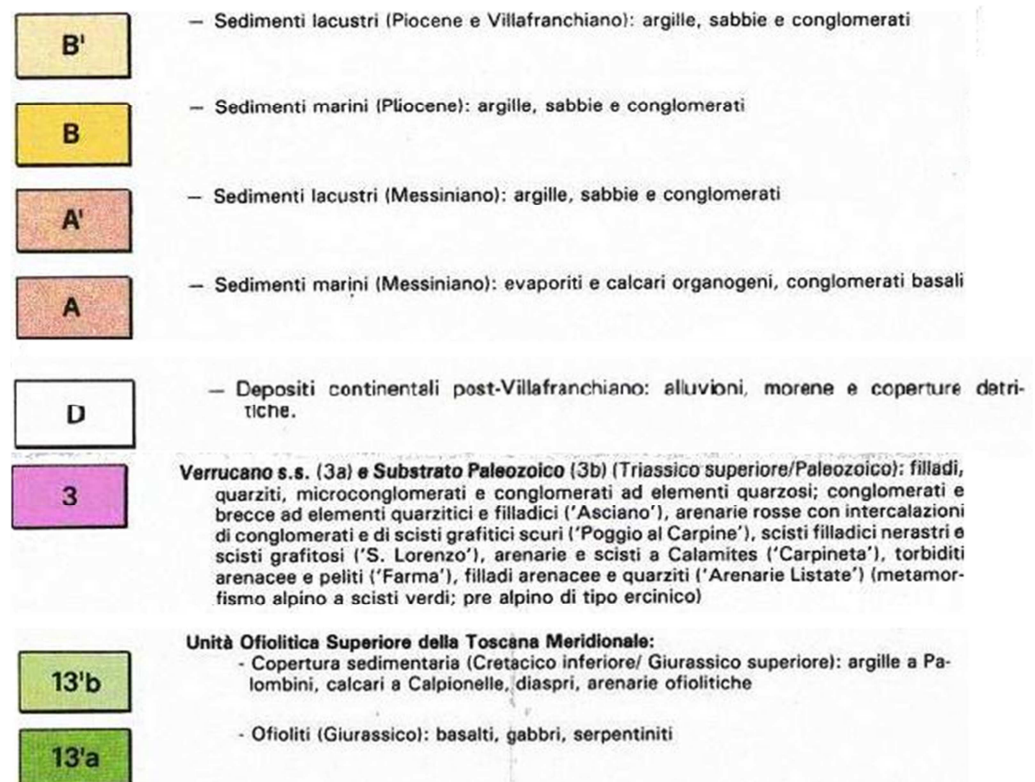 B' — Sedimenti lacustri (Piocene e Villafranchiano): argille, sabbie e conglomerati
B — Sedimenti marini (Pliocene): argille, sabbie e conglomerati
A' — Sedimenti lacustri (Messiniano): argille, sabbie e conglomerati
A — Sedimenti marini (Messiniano): evaporiti e calcari organogeni, conglomerati basali
D — Depositi continentali post-Villafranchiano: alluvioni, morene e coperture detri-
tiche.
3 Verrucano s.s. (3a) e Substrato Paleozoico (3b) (Triassico superiore/Paleozoico): filladi,
quarziti, microconglomerati e conglomerati ad elementi quarzosi; conglomerati e
brecce ad elementi quarzitici e filladici ('Asciano'), arenarie rosse con intercalazioni
di conglomerati e di scisti grafitici scuri ('Poggio al Carpine'), scisti filladici nerastri e
scisti grafitosi ('S. Lorenzo'), arenarie e scisti a Calamites ('Carpineta'), torbiditi
arenacee e peliti ('Farma'), filladi arenacee e quarziti ('Arenarie Listate') (metamor-
fismo alpino a scisti verdi; pre alpino di tipo ercinico)
Unità Ofiolitica Superiore della Toscana Meridionale:
13'b - Copertura sedimentaria (Cretacico inferiore/ Giurassico superiore): argille a Pa-
lombini, calcari a Calpionelle, diaspri, arenarie ofiolitiche
13'a - Ofioliti (Giurassico): basalti, gabbri, serpentiniti